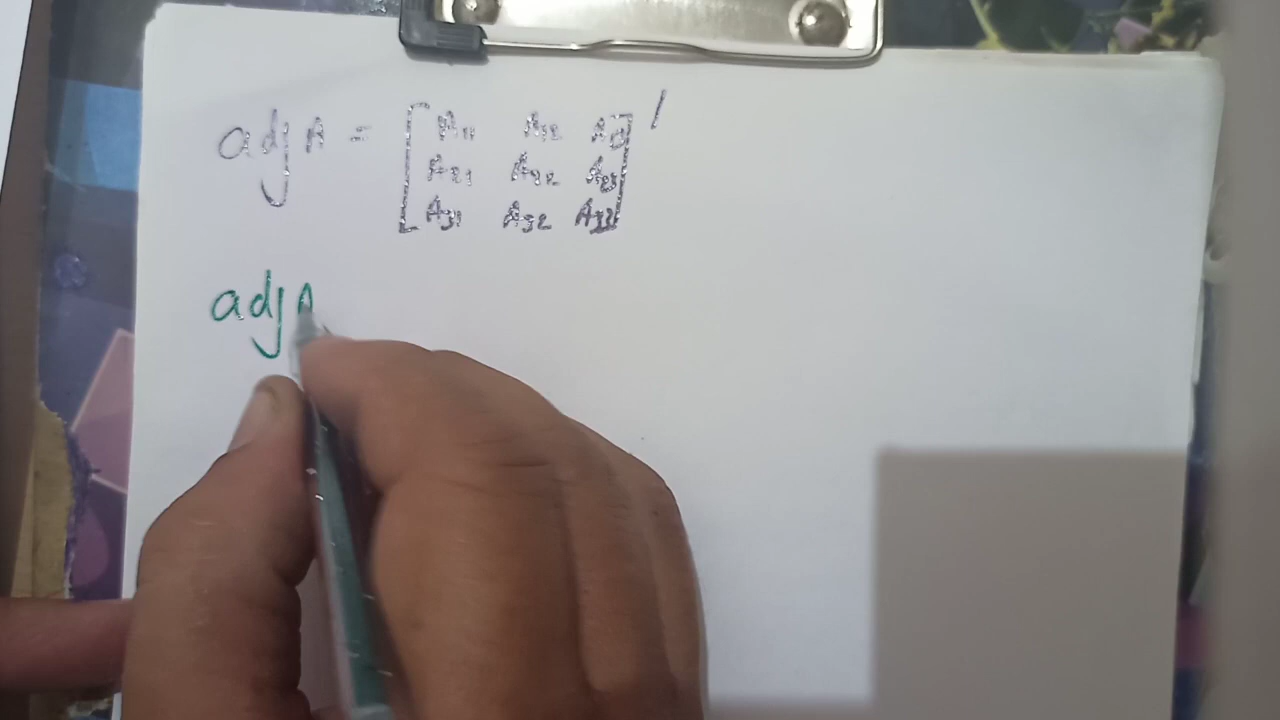 adj A = [ A11 A12 A13 ] '
A21 A22 A23
A31 A32 A33
adj A